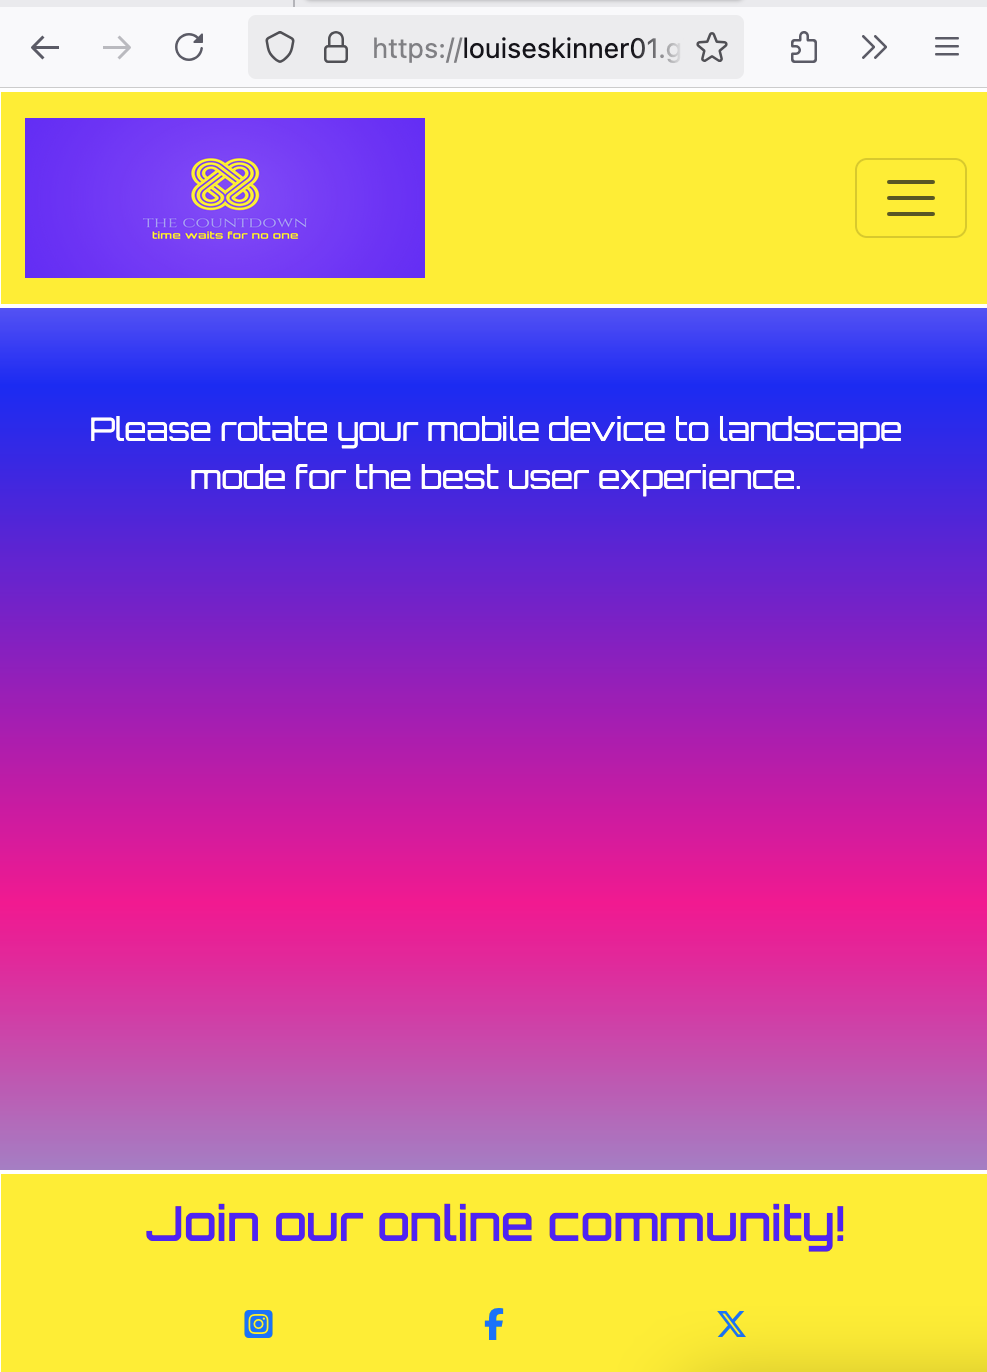 https://louiseskinner01.g
THE COUNTDOWN
time waits for no one
Please rotate your mobile device to landscape
mode for the best user experience.
Join our online community!